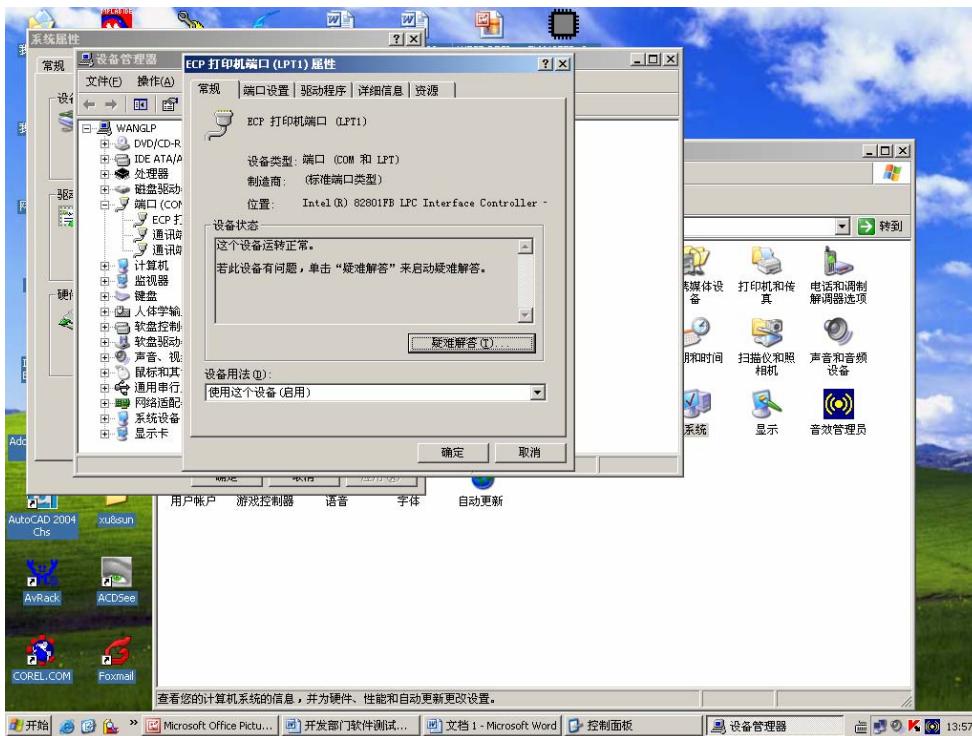 系统属性
常规
设备管理器
文件(F) 操作(A)
WANGLP
DVD/CD-R
IDE ATA/A
处理器
磁盘驱动
端口 (COM
ECP 打
通讯端
通讯端
计算机
监视器
键盘
人体学输
软盘控制
软盘驱动
声音、视
鼠标和其
通用串行
网络适配
系统设备
显示卡
ECP 打印机端口 (LPT1) 属性
常规 端口设置 驱动程序 详细信息 资源
ECP 打印机端口 (LPT1)
设备类型: 端口 (COM 和 LPT)
制造商: (标准端口类型)
位置: Intel(R) 82801FB LPC Interface Controller -
设备状态
这个设备运转正常。
若此设备有问题，单击“疑难解答”来启动疑难解答。
疑难解答(T)...
设备用法(D):
使用这个设备(启用)
确定 取消
转到
打印机和传真
电话和调制解调器选项
扫描仪和照相机
声音和音频设备
系统
显示
音效管理员
用户帐户 游戏控制器 语音 字体 自动更新
AutoCAD 2004
Chs
xu&sun
AvRack
ACDSee
COREL.COM
Foxmail
查看您的计算机系统的信息，并为硬件、性能和自动更新更改设置。
开始
Microsoft Office Pictu...
开发部门软件测试...
文档 1 - Microsoft Word
控制面板
设备管理器
13:57